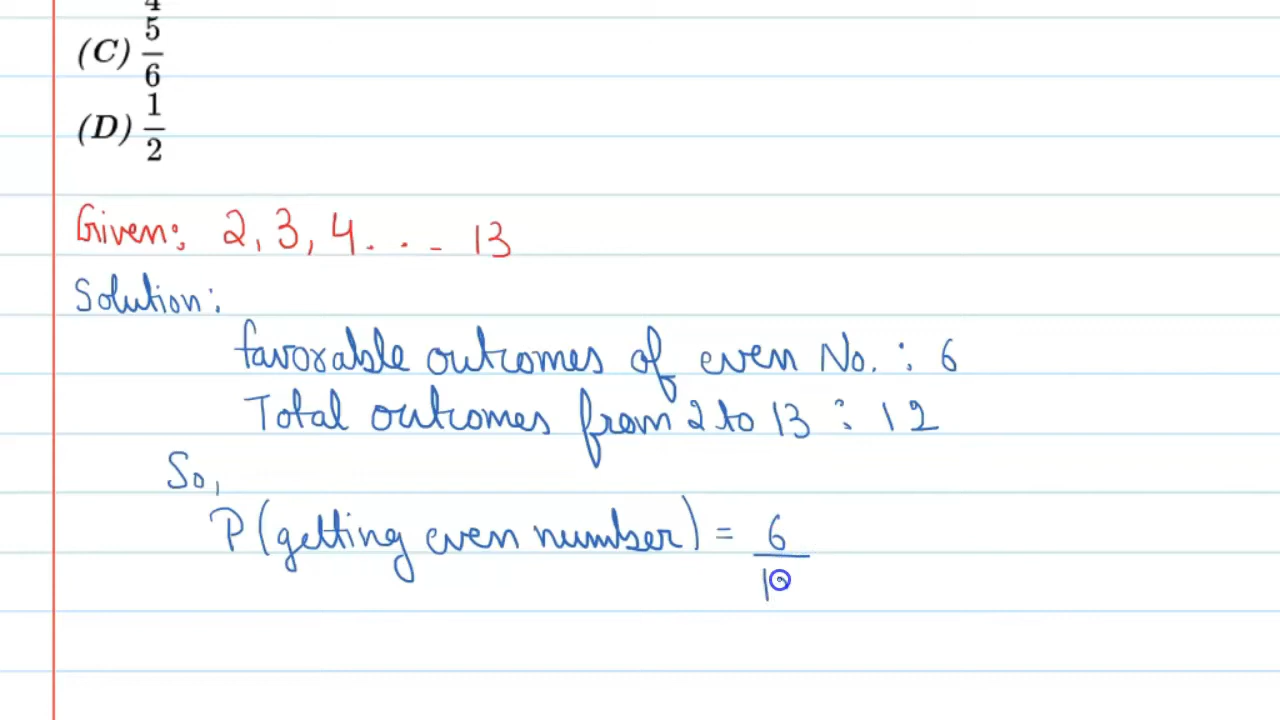 4
(C) 5/6
(D) 1/2
Given: 2, 3, 4 . . . 13
Solution:
favorable outcomes of even No. : 6
Total outcomes from 2 to 13 : 12
So,
P (getting even number) = 6/1